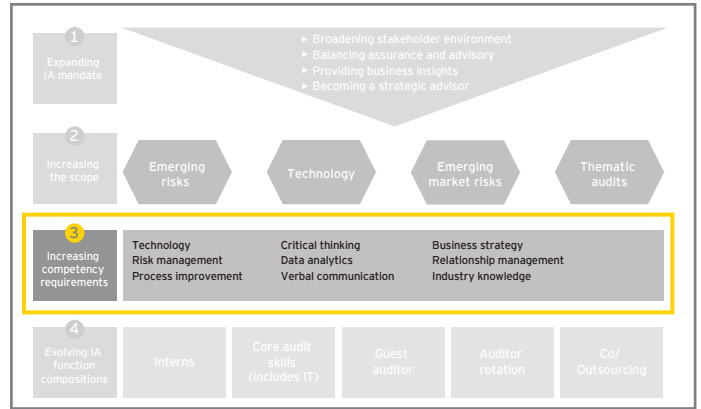 1
Expanding
IA mandate
► Broadening stakeholder environment
► Balancing assurance and advisory
► Providing business insights
► Becoming a strategic advisor
2
Increasing
the scope
Emerging
risks
Technology
Emerging
market risks
Thematic
audits
3
Increasing
competency
requirements
Technology
Risk management
Process improvement
Critical thinking
Data analytics
Verbal communication
Business strategy
Relationship management
Industry knowledge
4
Evolving IA
function
compositions
Interns
Core audit
skills
(includes IT)
Guest
auditor
Auditor
rotation
Co/
Outsourcing